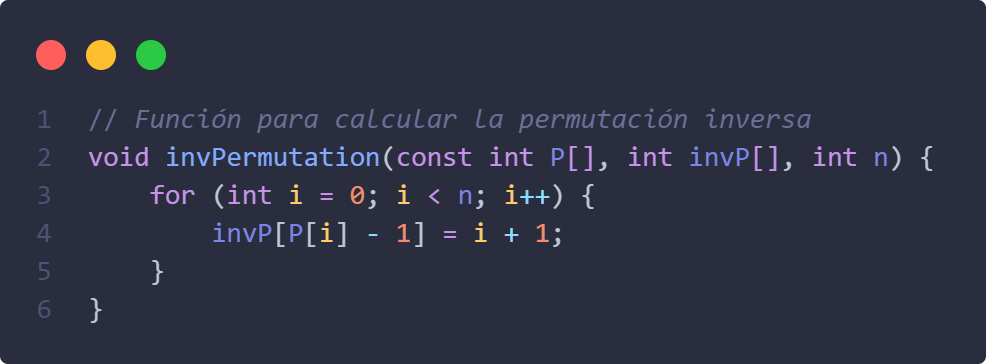 1 // Función para calcular la permutación inversa
2 void invPermutation(const int P[], int invP[], int n) {
3     for (int i = 0; i < n; i++) {
4         invP[P[i] - 1] = i + 1;
5     }
6 }